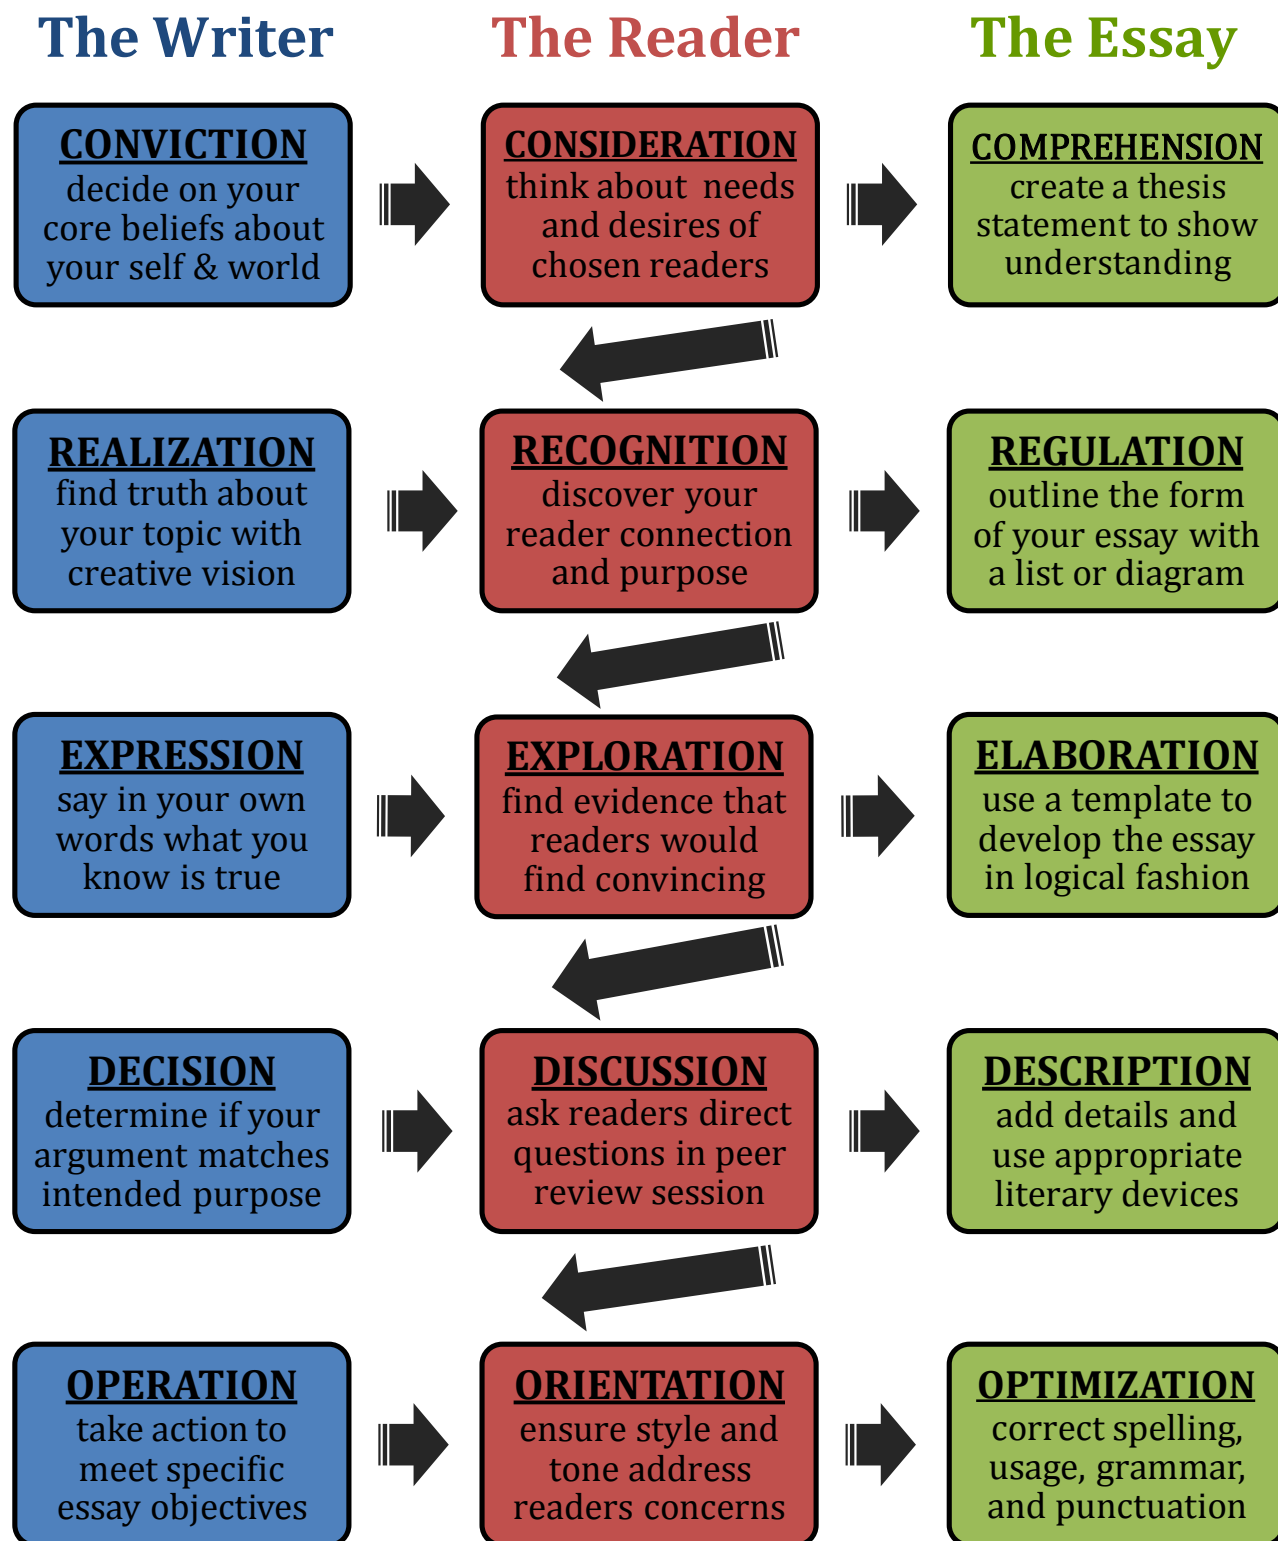 The Writer
The Reader
The Essay
CONVICTION
decide on your
core beliefs about
your self & world
CONSIDERATION
think about needs
and desires of
chosen readers
COMPREHENSION
create a thesis
statement to show
understanding
REALIZATION
find truth about
your topic with
creative vision
RECOGNITION
discover your
reader connection
and purpose
REGULATION
outline the form
of your essay with
a list or diagram
EXPRESSION
say in your own
words what you
know is true
EXPLORATION
find evidence that
readers would
find convincing
ELABORATION
use a template to
develop the essay
in logical fashion
DECISION
determine if your
argument matches
intended purpose
DISCUSSION
ask readers direct
questions in peer
review session
DESCRIPTION
add details and
use appropriate
literary devices
OPERATION
take action to
meet specific
essay objectives
ORIENTATION
ensure style and
tone address
readers concerns
OPTIMIZATION
correct spelling,
usage, grammar,
and punctuation